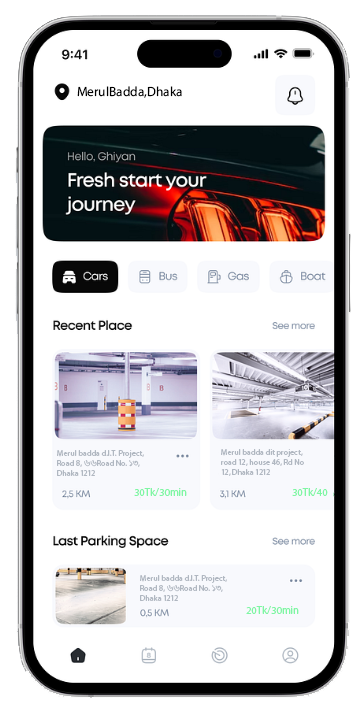 9:41
MerulBadda,Dhaka
Hello, Ghiyan
Fresh start your
journey
Cars Bus Gas Boat
Recent Place See more
Merul badda d.I.T. Project,
Road 8, ৬৬Road No. ১৩,
Dhaka 1212
2,5 KM 30Tk/30min
Merul badda dit project,
road 12, house 46, Rd No
12, Dhaka 1212
3,1 KM 30Tk/40
Last Parking Space See more
Merul badda d.I.T. Project,
Road 8, ৬৬Road No. ১৩,
Dhaka 1212
0,5 KM 20Tk/30min